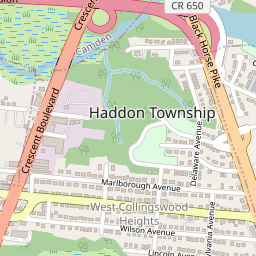 CR 650
Crescent
Camden
Black Horse Pike
Haddon Township
Crescent Boulevard
Delaware Avenue
Marlborough Avenue
West Collingswood
Heights
Wilson Avenue
Lincoln Avenue